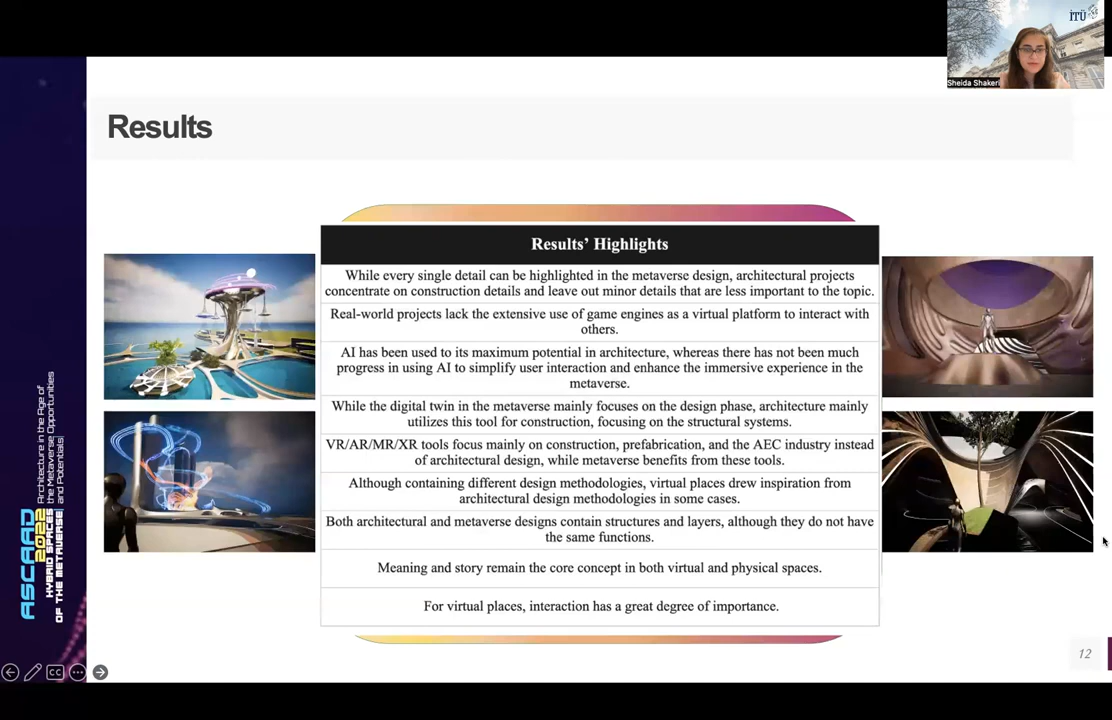 İTÜ
Sheida Shakeri
Results
Results’ Highlights
While every single detail can be highlighted in the metaverse design, architectural projects
concentrate on construction details and leave out minor details that are less important to the topic.
Real-world projects lack the extensive use of game engines as a virtual platform to interact with
others.
AI has been used to its maximum potential in architecture, whereas there has not been much
progress in using AI to simplify user interaction and enhance the immersive experience in the
metaverse.
While the digital twin in the metaverse mainly focuses on the design phase, architecture mainly
utilizes this tool for construction, focusing on the structural systems.
VR/AR/MR/XR tools focus mainly on construction, prefabrication, and the AEC industry instead
of architectural design, while metaverse benefits from these tools.
Although containing different design methodologies, virtual places drew inspiration from
architectural design methodologies in some cases.
Both architectural and metaverse designs contain structures and layers, although they do not have
the same functions.
Meaning and story remain the core concept in both virtual and physical spaces.
For virtual places, interaction has a great degree of importance.
ASCAAD
2022
HYBRID SPACES
OF THE METAVERSE
Architecture in the Age of
the Metaverse Opportunities
and Potentials
12
CC